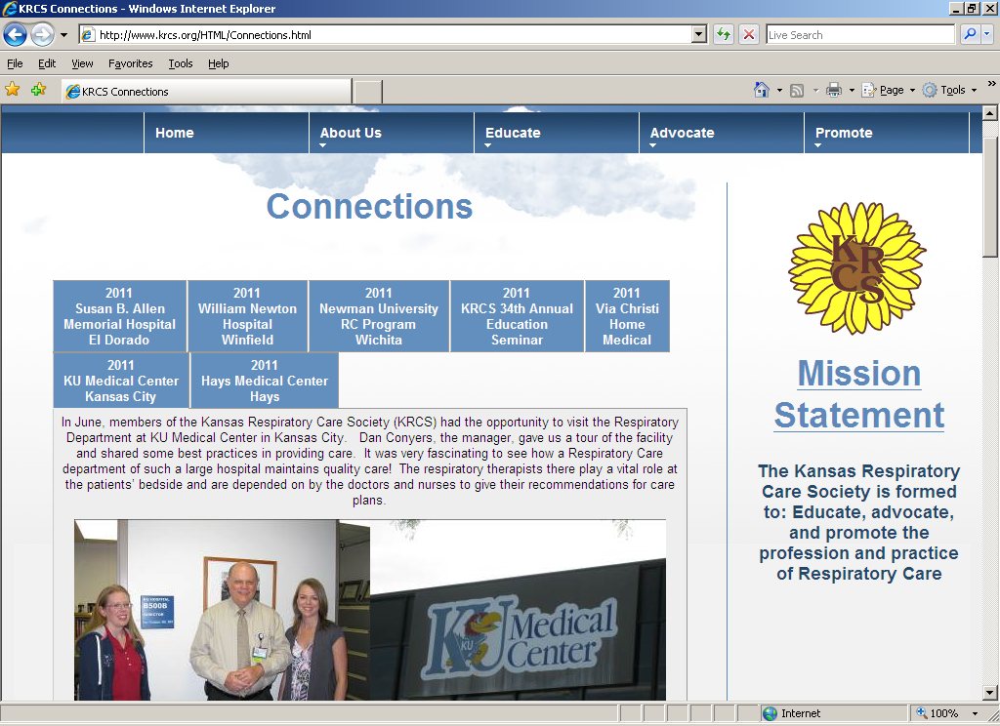 KRCS Connections - Windows Internet Explorer
http://www.krcs.org/HTML/Connections.html
Live Search
File Edit View Favorites Tools Help
KRCS Connections
Page Tools
Home About Us Educate Advocate Promote
Connections
2011
Susan B. Allen
Memorial Hospital
El Dorado
2011
William Newton
Hospital
Winfield
2011
Newman University
RC Program
Wichita
2011
KRCS 34th Annual
Education
Seminar
2011
Via Christi
Home
Medical
2011
KU Medical Center
Kansas City
2011
Hays Medical Center
Hays
In June, members of the Kansas Respiratory Care Society (KRCS) had the opportunity to visit the Respiratory
Department at KU Medical Center in Kansas City. Dan Conyers, the manager, gave us a tour of the facility
and shared some best practices in providing care. It was very fascinating to see how a Respiratory Care
department of such a large hospital maintains quality care! The respiratory therapists there play a vital role at
the patients' bedside and are depended on by the doctors and nurses to give their recommendations for care
plans.
KU HOSPITAL
B500B
DIRECTOR
KU Medical
Center
KU
KRCS
Mission
Statement
The Kansas Respiratory
Care Society is formed
to: Educate, advocate,
and promote the
profession and practice
of Respiratory Care
Internet
100%